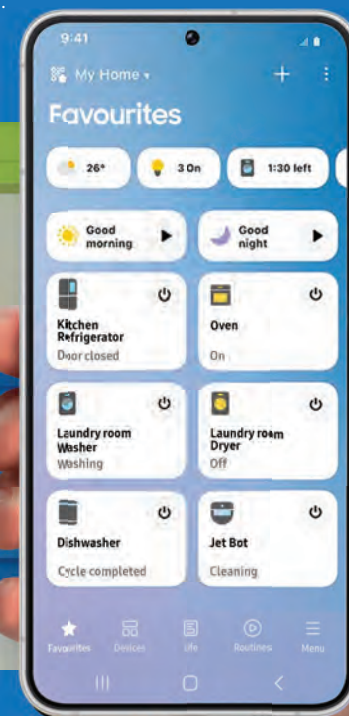 9:41
My Home
Favourites
26°
3 On
1:30 left
Good morning
Good night
Kitchen
Refrigerator
Door closed
Oven
On
Laundry room
Washer
Washing
Laundry room
Dryer
Off
Dishwasher
Cycle completed
Jet Bot
Cleaning
Favourites
Devices
Life
Routines
Menu